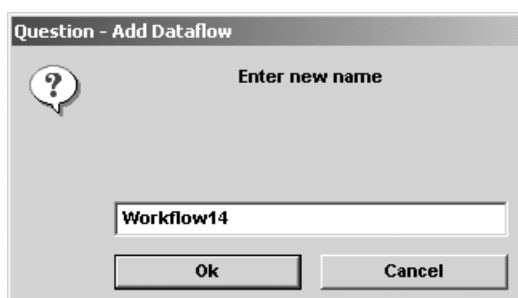 Question - Add Dataflow
?
Enter new name
Workflow14
Ok
Cancel